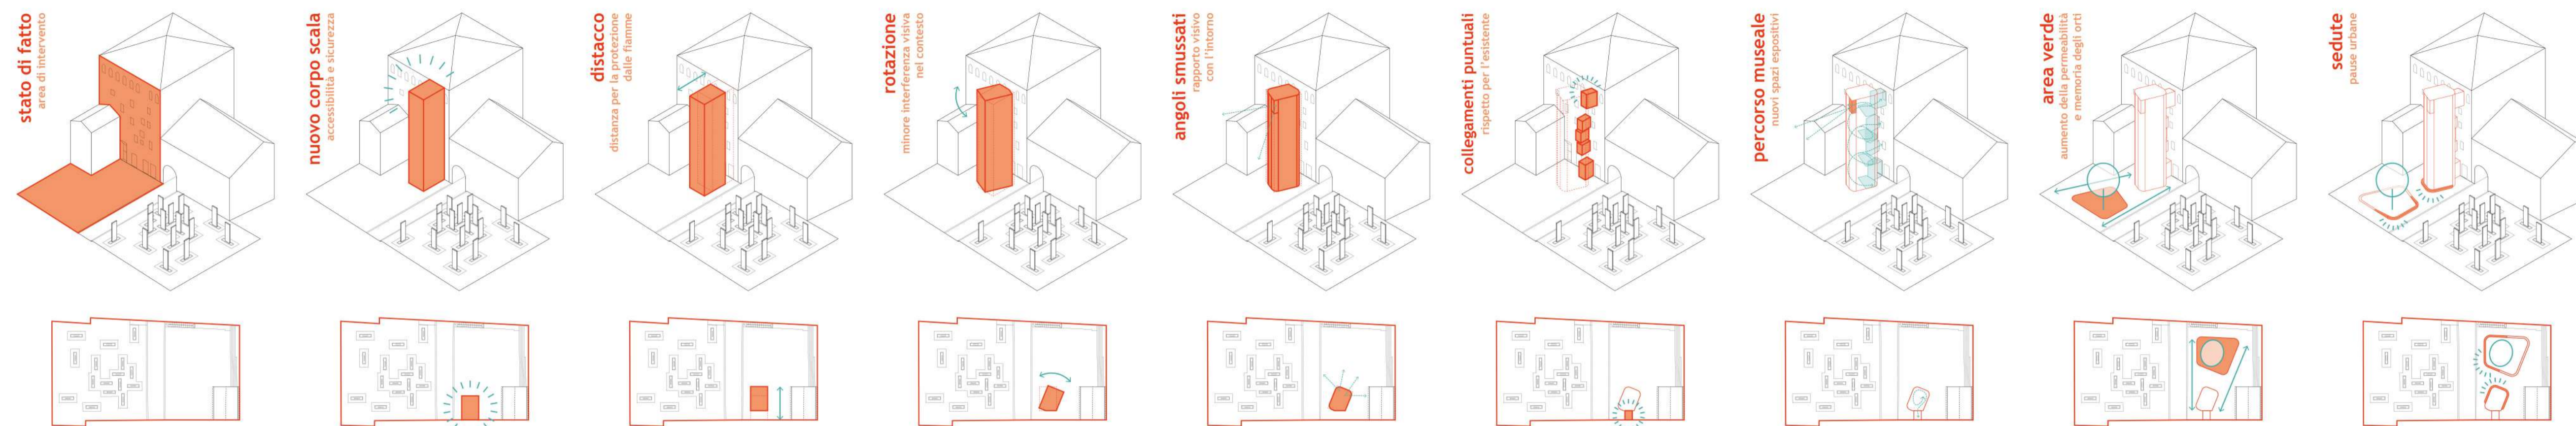 stato di fatto
area di intervento
nuovo corpo scala
accessibilità e sicurezza
distacco
distanza per la protezione
dalle fiamme
rotazione
minore interferenza visiva
nel contesto
angoli smussati
rapporto visivo
con l'intorno
collegamenti puntuali
rispetto per l'esistente
percorso museale
nuovi spazi espositivi
area verde
aumento della permeabilità
e memoria degli orti
sedute
pause urbane